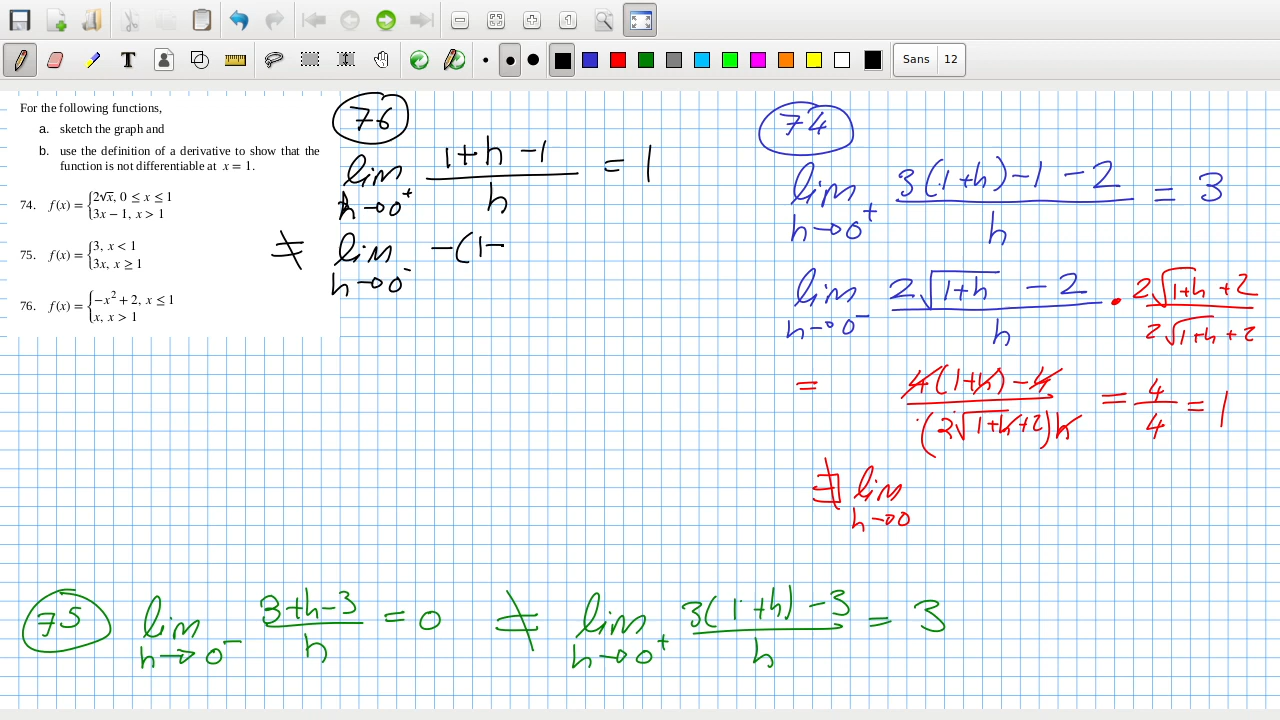 Sans 12
For the following functions,
a. sketch the graph and
b. use the definition of a derivative to show that the
function is not differentiable at x = 1.
74. f(x) = {2√x, 0 ≤ x ≤ 1
3x − 1, x > 1
75. f(x) = {3, x < 1
3x, x ≥ 1
76. f(x) = {−x² + 2, x ≤ 1
x, x > 1
76
lim h→0⁺ (1+h −1)/h = 1
≠ lim h→0⁻ −(1−
74
lim h→0⁺ (3(1+h)−1 −2)/h = 3
lim h→0⁻ (2√(1+h) − 2)/h • (2√(1+h) + 2)/(2√(1+h) + 2)
= (4(1+h) − 4)/((2√(1+h) + 2)h) = 4/4 = 1
∄ lim h→0
75
lim h→0⁻ (3+h−3)/h = 0 ≠ lim h→0⁺ (3(1+h) −3)/h = 3